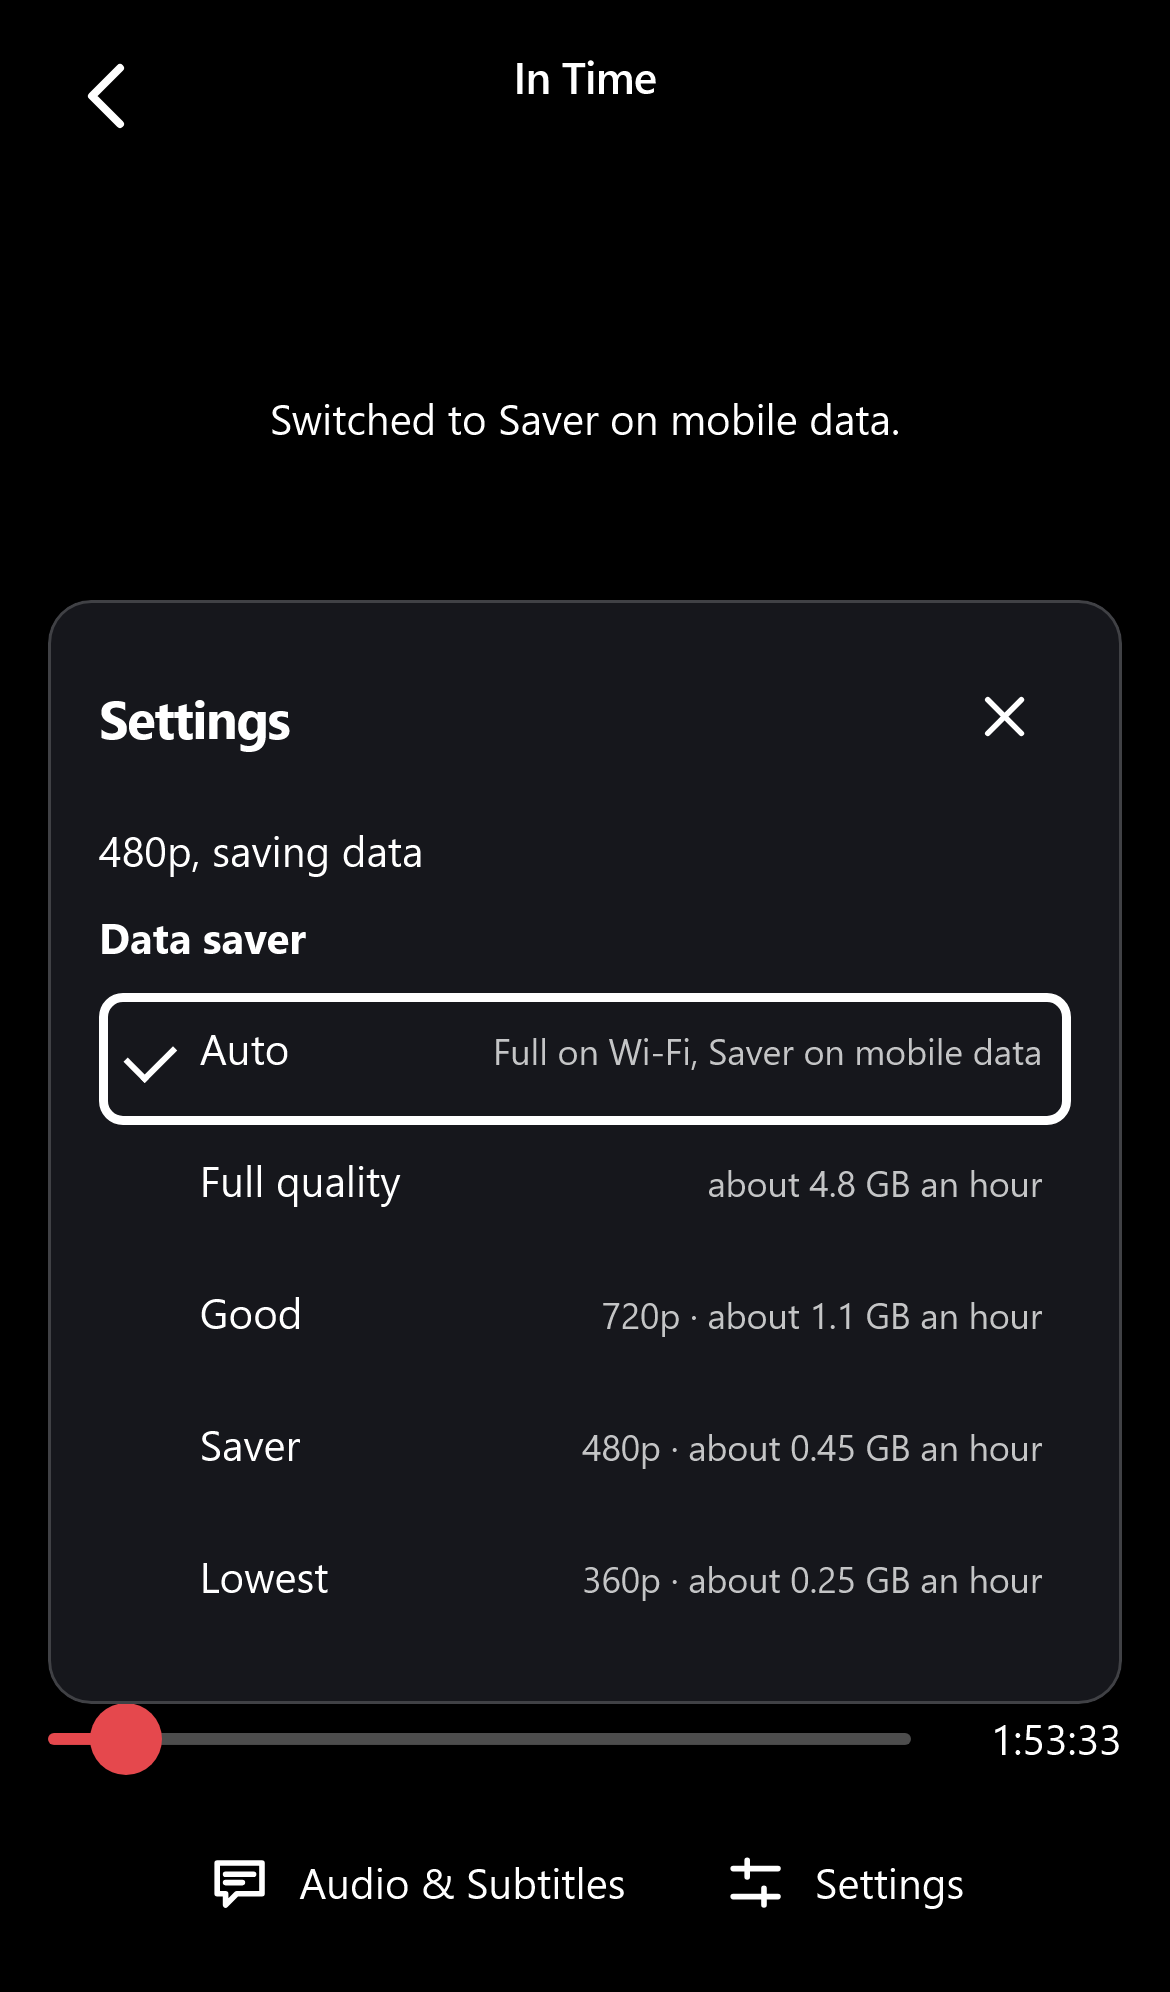 In Time
Switched to Saver on mobile data.
Settings
480p, saving data
Data saver
Auto Full on Wi-Fi, Saver on mobile data
Full quality about 4.8 GB an hour
Good 720p · about 1.1 GB an hour
Saver 480p · about 0.45 GB an hour
Lowest 360p · about 0.25 GB an hour
1:53:33
Audio & Subtitles Settings